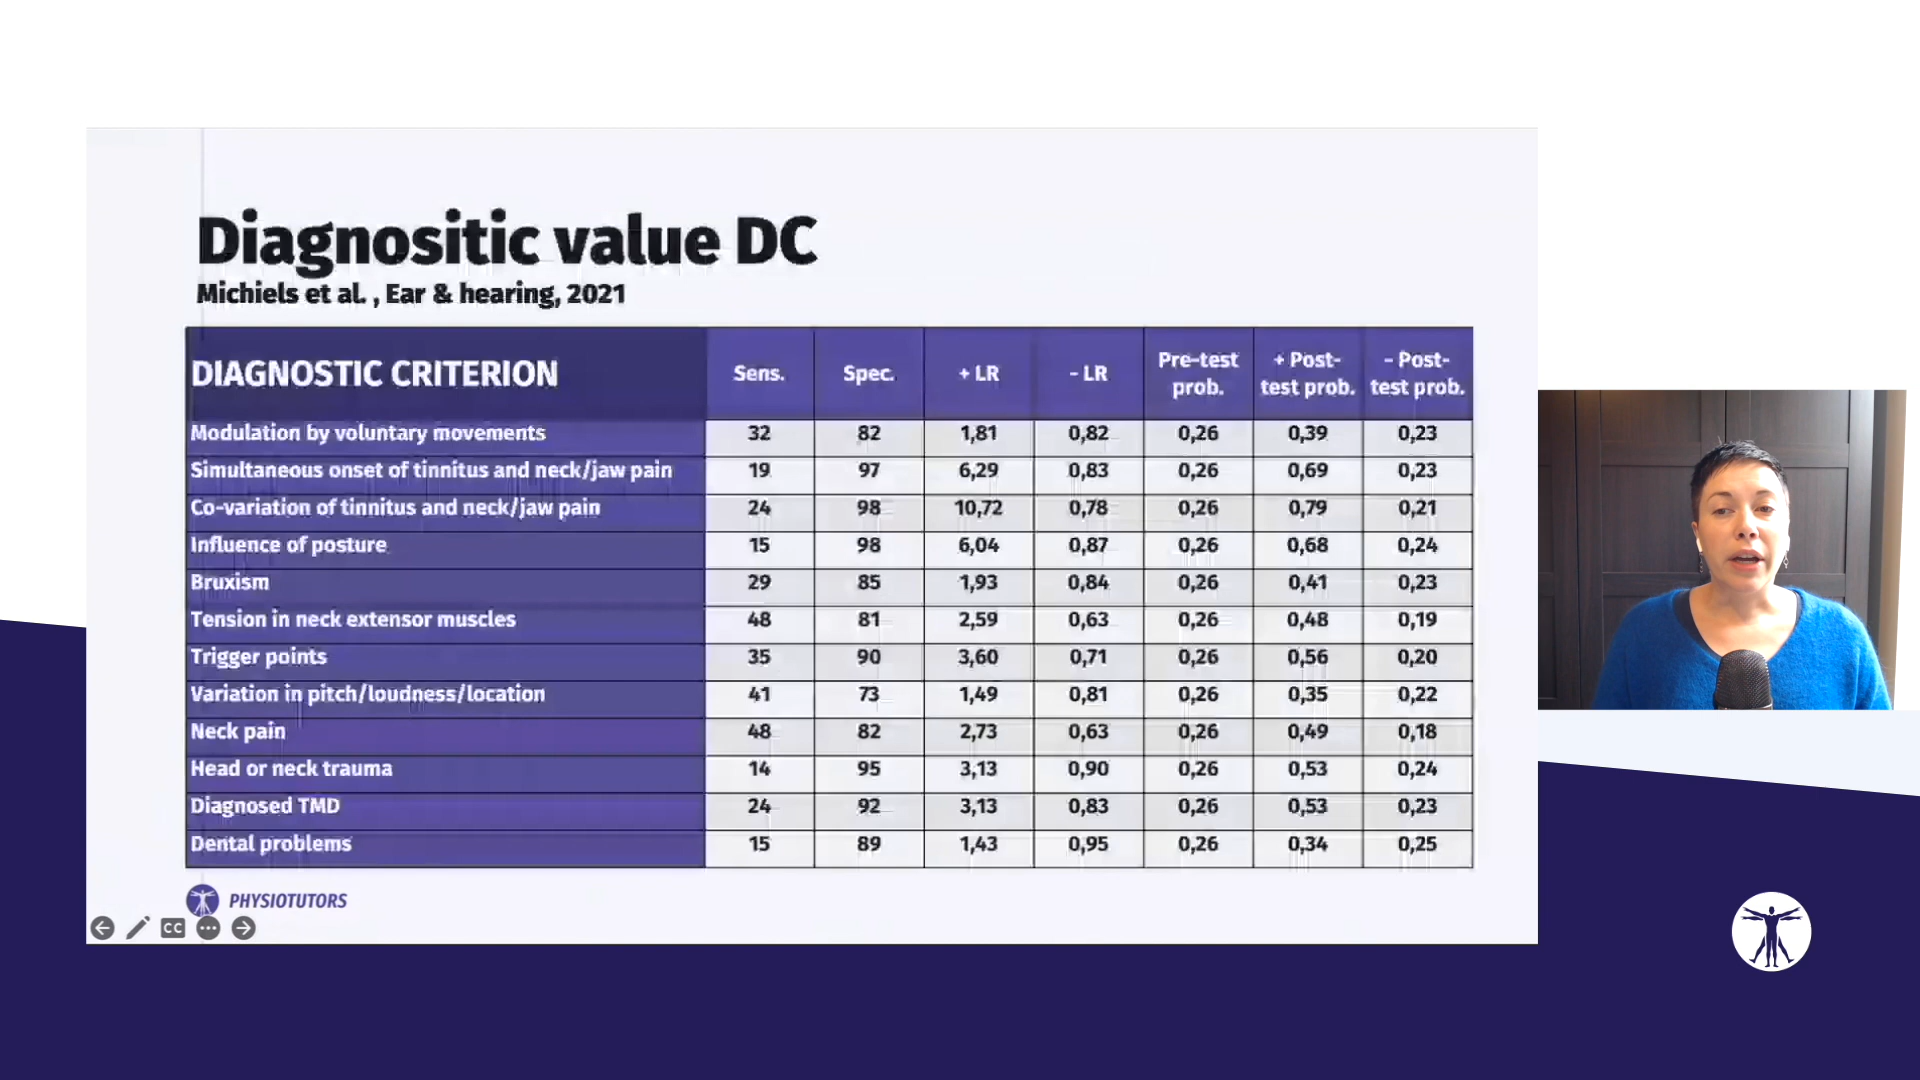 Diagnositic value DC
Michiels et al. , Ear & hearing, 2021
DIAGNOSTIC CRITERION Sens. Spec. + LR - LR Pre-test prob. + Post-test prob. - Post-test prob.
Modulation by voluntary movements 32 82 1,81 0,82 0,26 0,39 0,23
Simultaneous onset of tinnitus and neck/jaw pain 19 97 6,29 0,83 0,26 0,69 0,23
Co-variation of tinnitus and neck/jaw pain 24 98 10,72 0,78 0,26 0,79 0,21
Influence of posture 15 98 6,04 0,87 0,26 0,68 0,24
Bruxism 29 85 1,93 0,84 0,26 0,41 0,23
Tension in neck extensor muscles 48 81 2,59 0,63 0,26 0,48 0,19
Trigger points 35 90 3,60 0,71 0,26 0,56 0,20
Variation in pitch/loudness/location 41 73 1,49 0,81 0,26 0,35 0,22
Neck pain 48 82 2,73 0,63 0,26 0,49 0,18
Head or neck trauma 14 95 3,13 0,90 0,26 0,53 0,24
Diagnosed TMD 24 92 3,13 0,83 0,26 0,53 0,23
Dental problems 15 89 1,43 0,95 0,26 0,34 0,25
PHYSIOTUTORS
CC